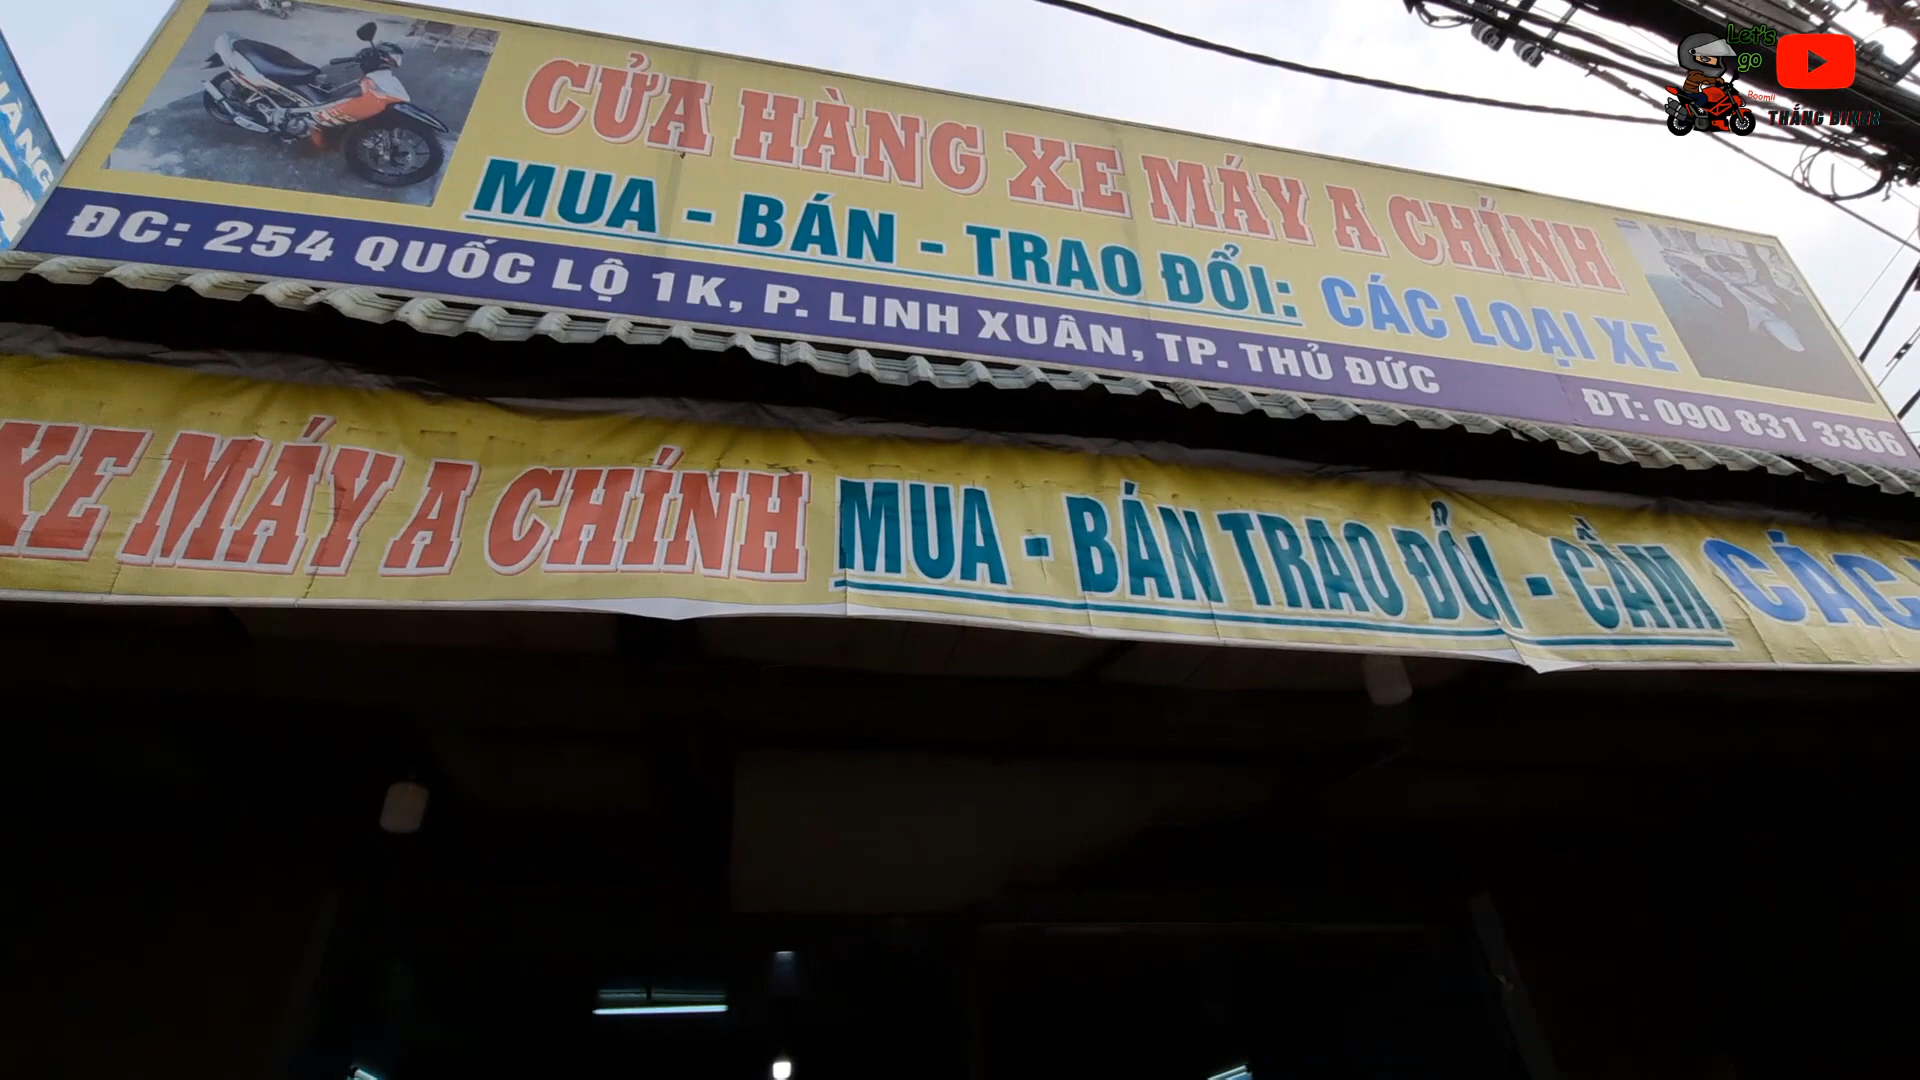 CỬA HÀNG XE MÁY A CHÍNH
MUA - BÁN - TRAO ĐỔI: CÁC LOẠI XE
ĐC: 254 QUỐC LỘ 1K, P. LINH XUÂN, TP. THỦ ĐỨC
ĐT: 090 831 3366
XE MÁY A CHÍNH MUA - BÁN TRAO ĐỔI - CẦM CÁC
HÀNG
Let's go
Boom!!
THẮNG BIKER